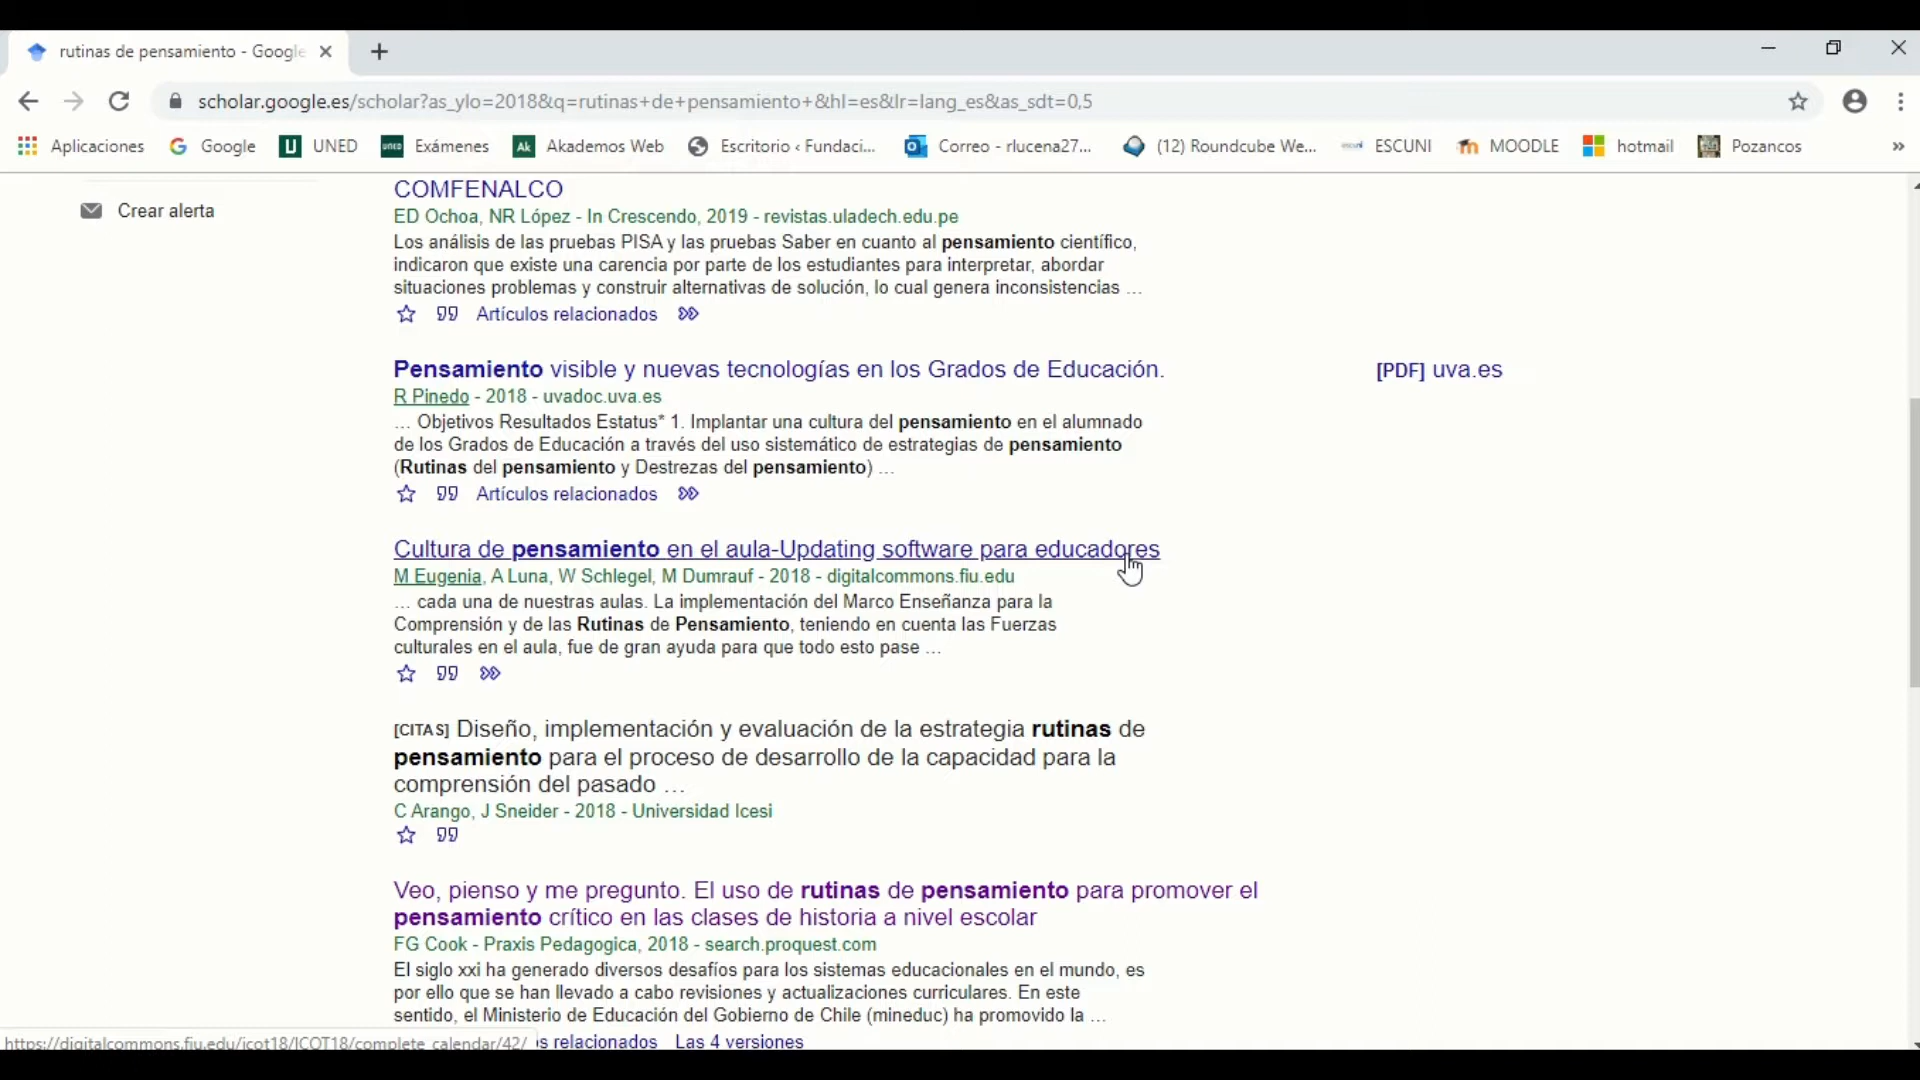 rutinas de pensamiento - Google
scholar.google.es/scholar?as_ylo=2018&q=rutinas+de+pensamiento+&hl=es&lr=lang_es&as_sdt=0,5
Aplicaciones Google UNED Exámenes Akademos Web Escritorio ‹ Fundaci... Correo - rlucena27... (12) Roundcube We... ESCUNI MOODLE hotmail Pozancos »
Crear alerta
COMFENALCO
ED Ochoa, NR López - In Crescendo, 2019 - revistas.uladech.edu.pe
Los análisis de las pruebas PISA y las pruebas Saber en cuanto al pensamiento científico,
indicaron que existe una carencia por parte de los estudiantes para interpretar, abordar
situaciones problemas y construir alternativas de solución, lo cual genera inconsistencias ...
Artículos relacionados
Pensamiento visible y nuevas tecnologías en los Grados de Educación.
[PDF] uva.es
R Pinedo - 2018 - uvadoc.uva.es
... Objetivos Resultados Estatus* 1. Implantar una cultura del pensamiento en el alumnado
de los Grados de Educación a través del uso sistemático de estrategias de pensamiento
(Rutinas del pensamiento y Destrezas del pensamiento) ...
Artículos relacionados
Cultura de pensamiento en el aula-Updating software para educadores
M Eugenia, A Luna, W Schlegel, M Dumrauf - 2018 - digitalcommons.fiu.edu
... cada una de nuestras aulas. La implementación del Marco Enseñanza para la
Comprensión y de las Rutinas de Pensamiento, teniendo en cuenta las Fuerzas
culturales en el aula, fue de gran ayuda para que todo esto pase ...
[CITAS] Diseño, implementación y evaluación de la estrategia rutinas de
pensamiento para el proceso de desarrollo de la capacidad para la
comprensión del pasado ...
C Arango, J Sneider - 2018 - Universidad Icesi
Veo, pienso y me pregunto. El uso de rutinas de pensamiento para promover el
pensamiento crítico en las clases de historia a nivel escolar
FG Cook - Praxis Pedagogica, 2018 - search.proquest.com
El siglo xxi ha generado diversos desafíos para los sistemas educacionales en el mundo, es
por ello que se han llevado a cabo revisiones y actualizaciones curriculares. En este
sentido, el Ministerio de Educación del Gobierno de Chile (mineduc) ha promovido la ...
https://digitalcommons.fiu.edu/icot18/ICOT18/complete_calendar/42/ is relacionados Las 4 versiones